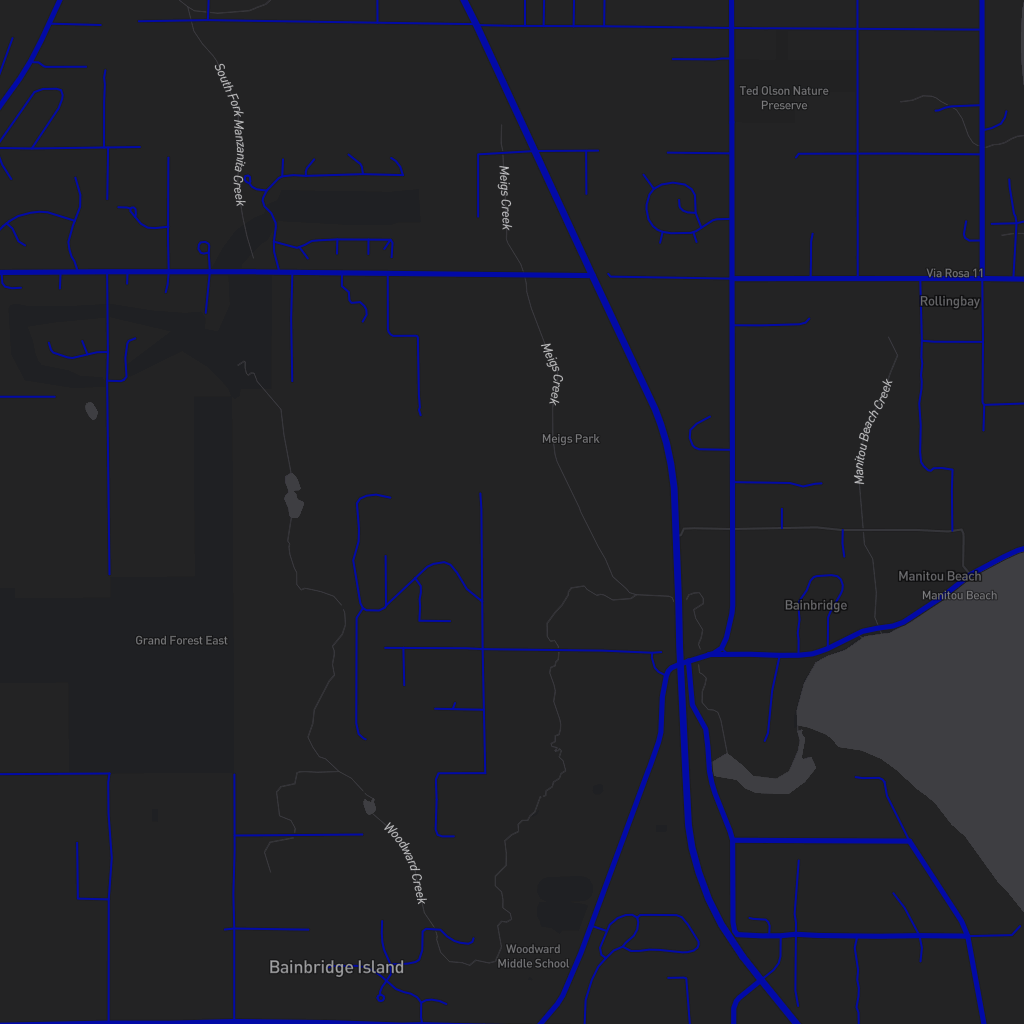 South Fork Manzanita Creek
Ted Olson Nature
Preserve
Meigs Creek
Via Rosa 11
Rollingbay
Meigs Creek
Manitou Beach Creek
Meigs Park
Manitou Beach
Manitou Beach
Bainbridge
Grand Forest East
Woodward Creek
Woodward
Middle School
Bainbridge Island